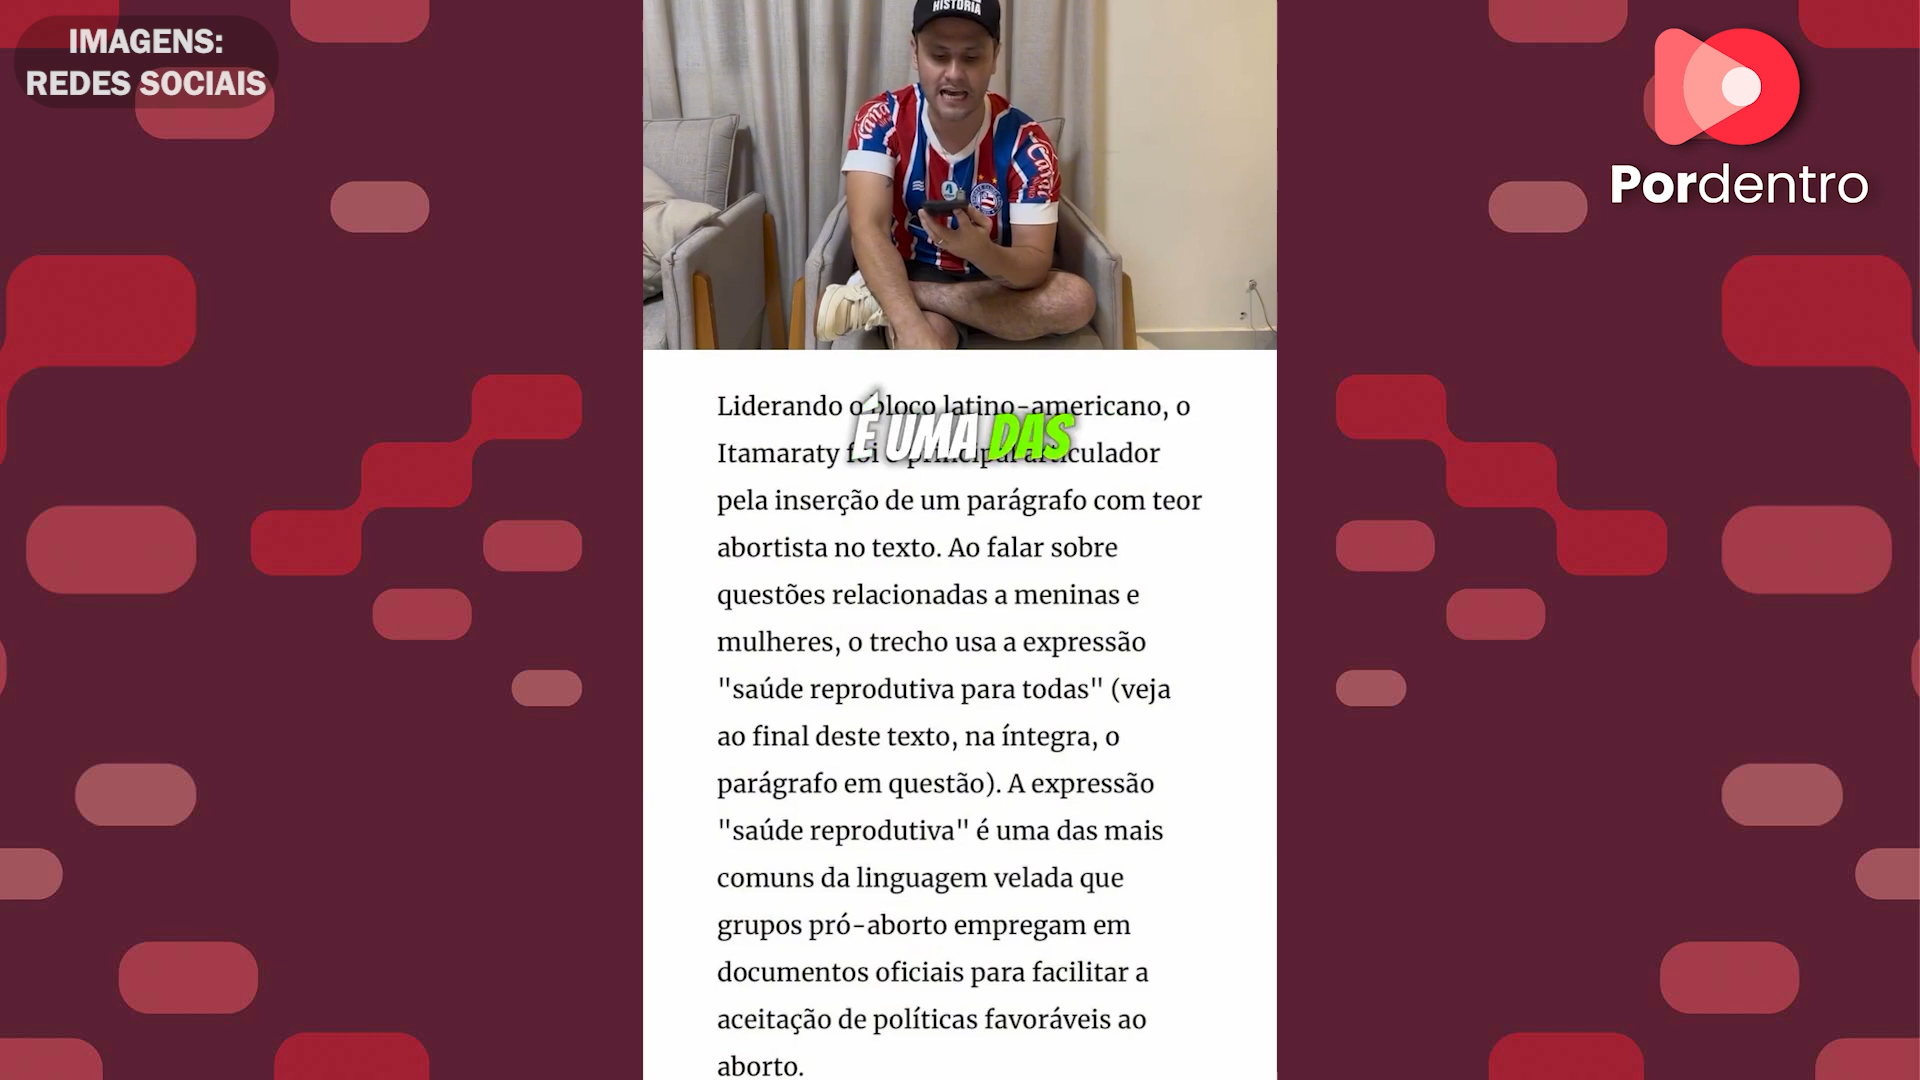 IMAGENS:
REDES SOCIAIS
HISTÓRIA
Pordentro
É UMA DAS
Liderando o bloco latino-americano, o
Itamaraty foi o principal articulador
pela inserção de um parágrafo com teor
abortista no texto. Ao falar sobre
questões relacionadas a meninas e
mulheres, o trecho usa a expressão
"saúde reprodutiva para todas" (veja
ao final deste texto, na íntegra, o
parágrafo em questão). A expressão
"saúde reprodutiva" é uma das mais
comuns da linguagem velada que
grupos pró-aborto empregam em
documentos oficiais para facilitar a
aceitação de políticas favoráveis ao
aborto.